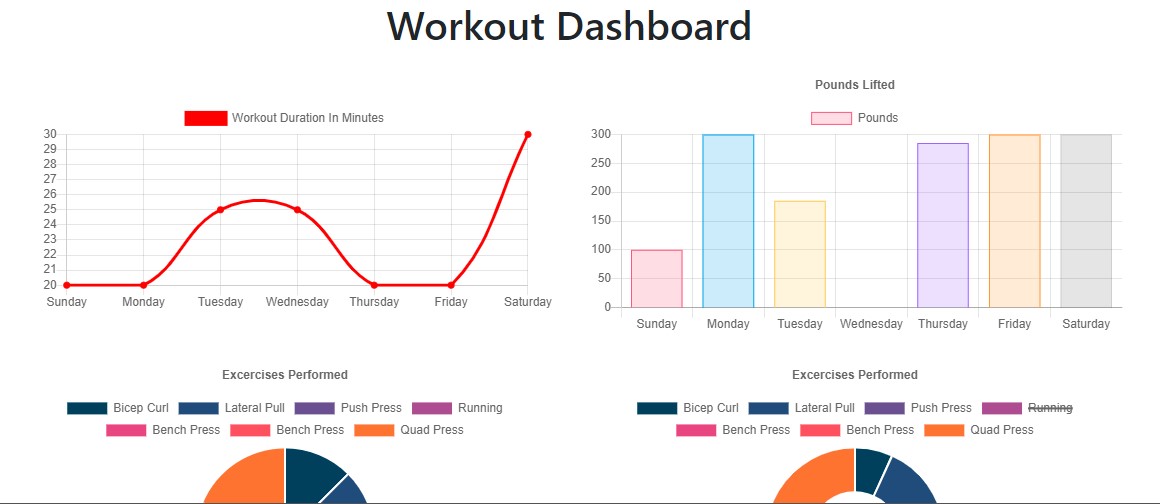 Workout Dashboard
Workout Duration In Minutes
30
29
28
27
26
25
24
23
22
21
20
Sunday Monday Tuesday Wednesday Thursday Friday Saturday
Pounds Lifted
Pounds
300
250
200
150
100
50
0
Sunday Monday Tuesday Wednesday Thursday Friday Saturday
Excercises Performed
Bicep Curl Lateral Pull Push Press Running
Bench Press Bench Press Quad Press
Excercises Performed
Bicep Curl Lateral Pull Push Press Running
Bench Press Bench Press Quad Press